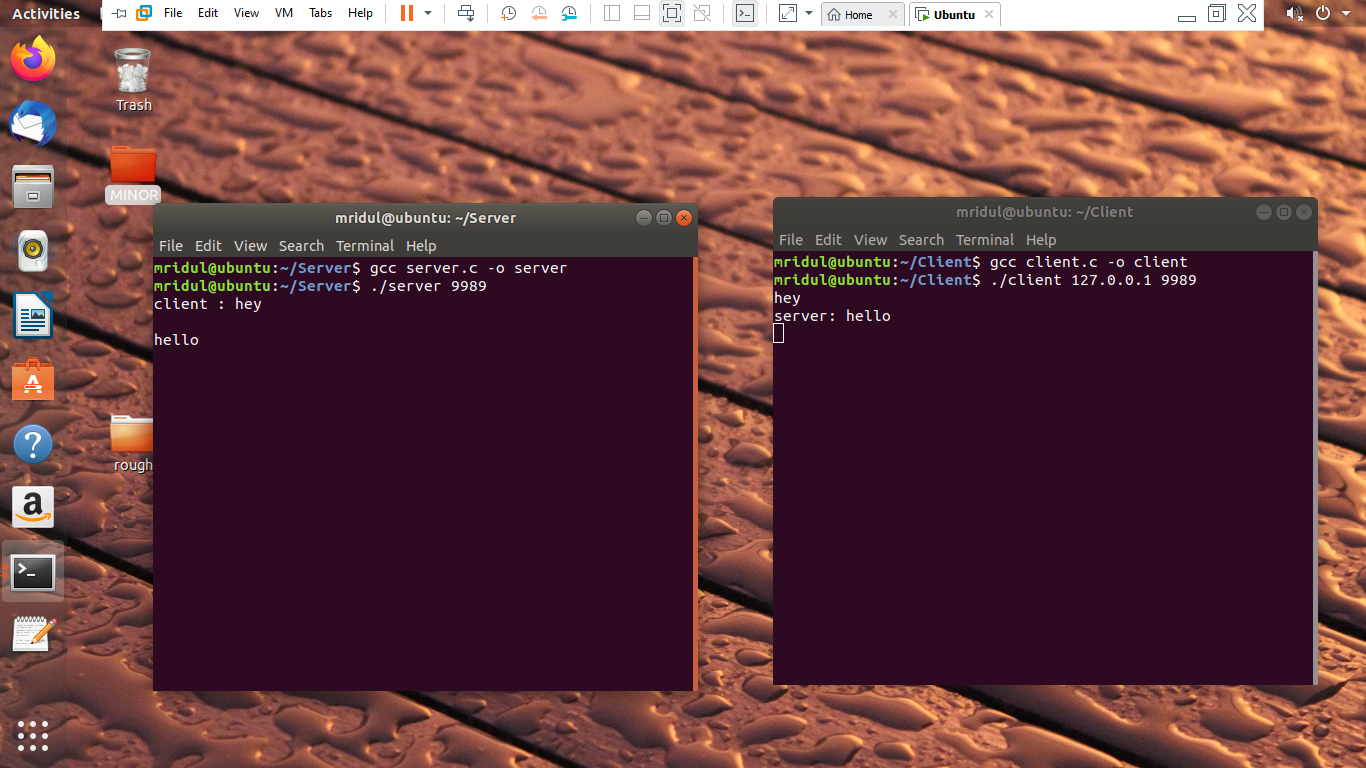 Activities
File Edit View VM Tabs Help
Home
Ubuntu
Trash
MINOR
rough
mridul@ubuntu: ~/Server
File Edit View Search Terminal Help
mridul@ubuntu:~/Server$ gcc server.c -o server
mridul@ubuntu:~/Server$ ./server 9989
client : hey
hello
mridul@ubuntu: ~/Client
File Edit View Search Terminal Help
mridul@ubuntu:~/Client$ gcc client.c -o client
mridul@ubuntu:~/Client$ ./client 127.0.0.1 9989
hey
server: hello